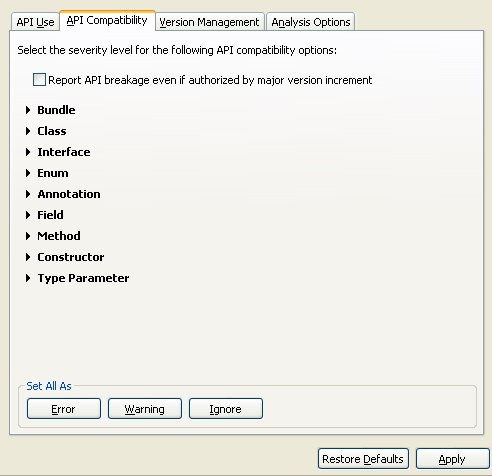 API Use API Compatibility Version Management Analysis Options
Select the severity level for the following API compatibility options:
Report API breakage even if authorized by major version increment
Bundle
Class
Interface
Enum
Annotation
Field
Method
Constructor
Type Parameter
Set All As
Error Warning Ignore
Restore Defaults Apply